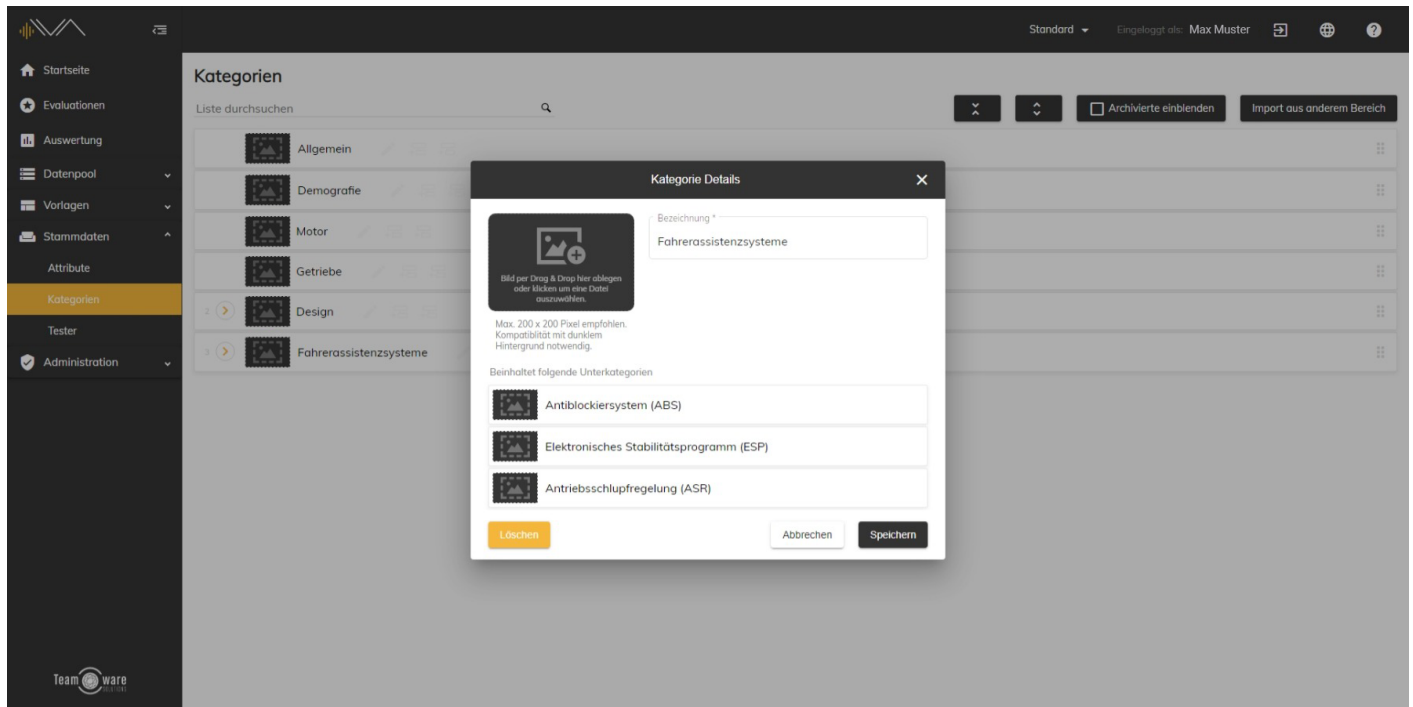 Standard
Eingeloggt als: Max Muster
Startseite
Evaluationen
Auswertung
Datenpool
Vorlagen
Stammdaten
Attribute
Kategorien
Tester
Administration
Team ware
SOLUTIONS
Kategorien
Liste durchsuchen
Archivierte einblenden
Import aus anderem Bereich
Allgemein
Demografie
Motor
Getriebe
2 Design
3 Fahrerassistenzsysteme
Kategorie Details
Bild per Drag & Drop hier ablegen
oder klicken um eine Datei
auszuwählen.
Max. 200 x 200 Pixel empfohlen.
Kompatiblität mit dunklem
Hintergrund notwendig.
Bezeichnung *
Fahrerassistenzsysteme
Beinhaltet folgende Unterkategorien
Antiblockiersystem (ABS)
Elektronisches Stabilitätsprogramm (ESP)
Antriebsschlupfregelung (ASR)
Löschen
Abbrechen
Speichern